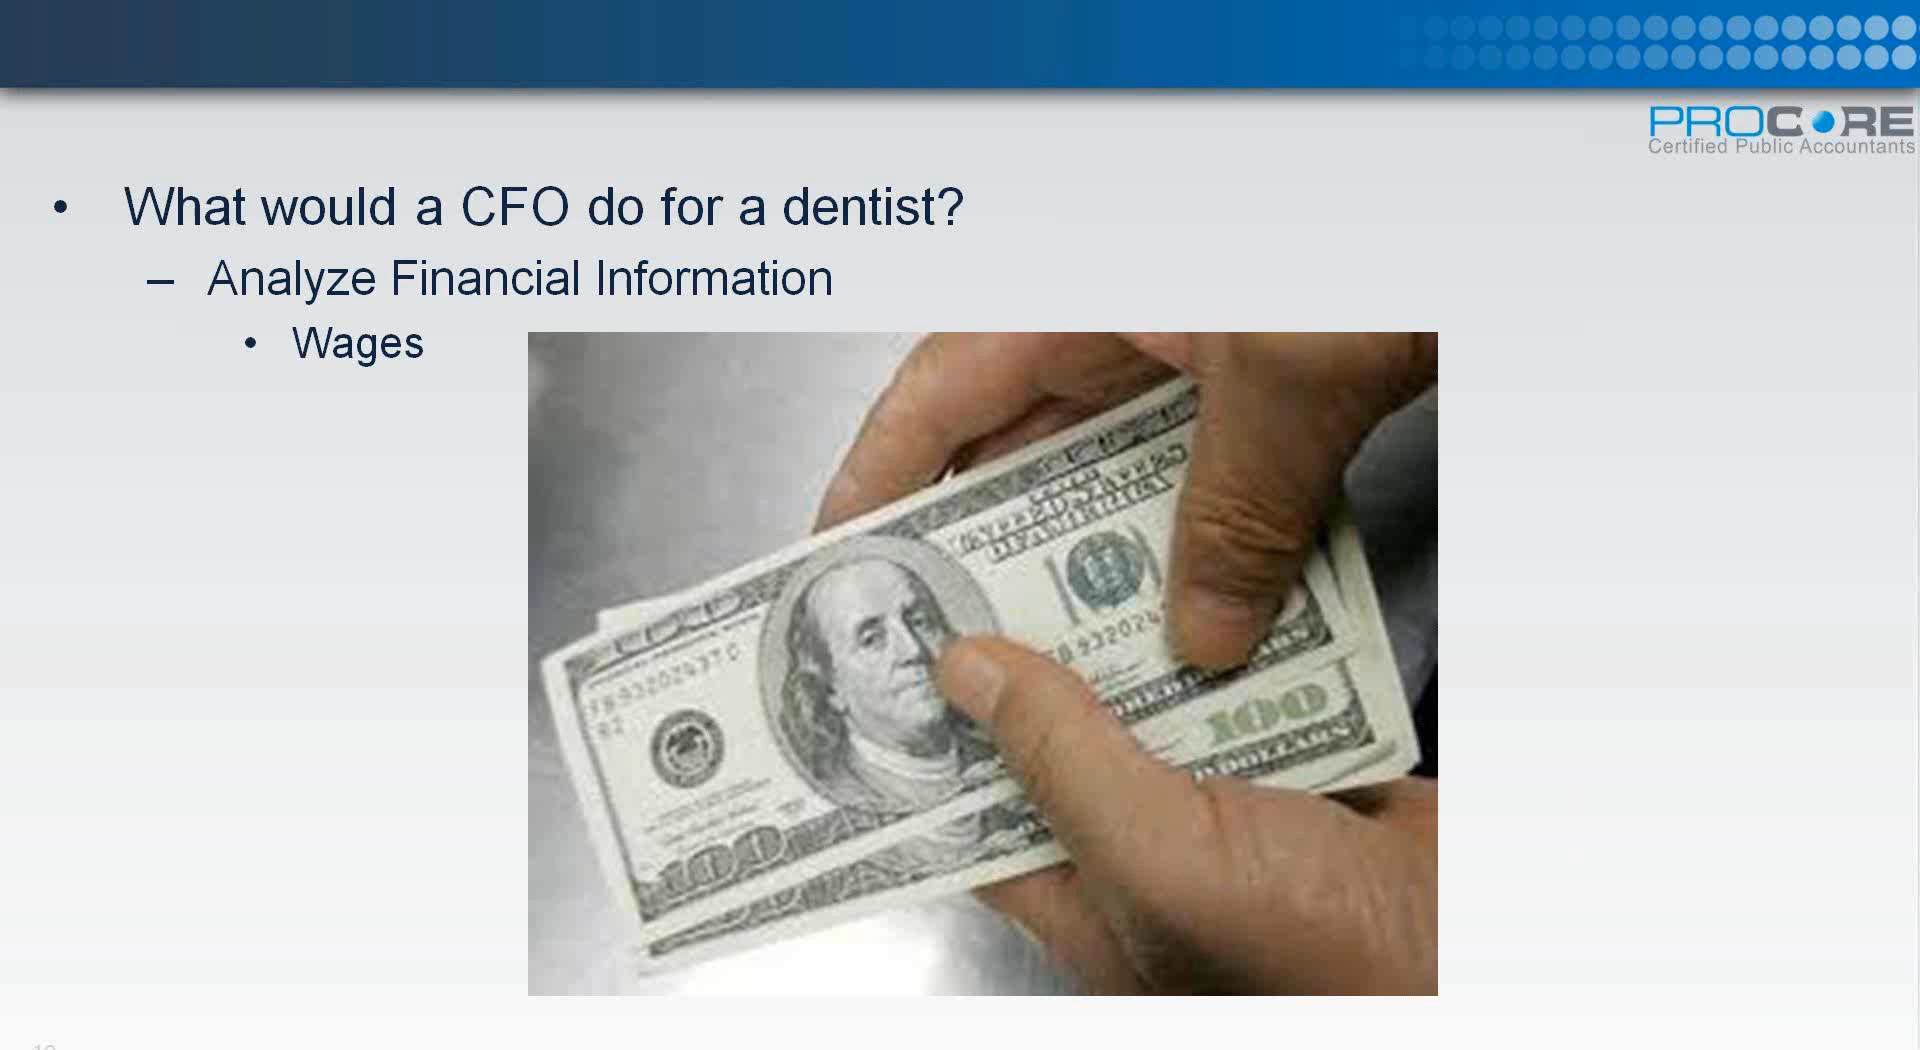 PROCORE
Certified Public Accountants
• What would a CFO do for a dentist?
– Analyze Financial Information
• Wages
100
100